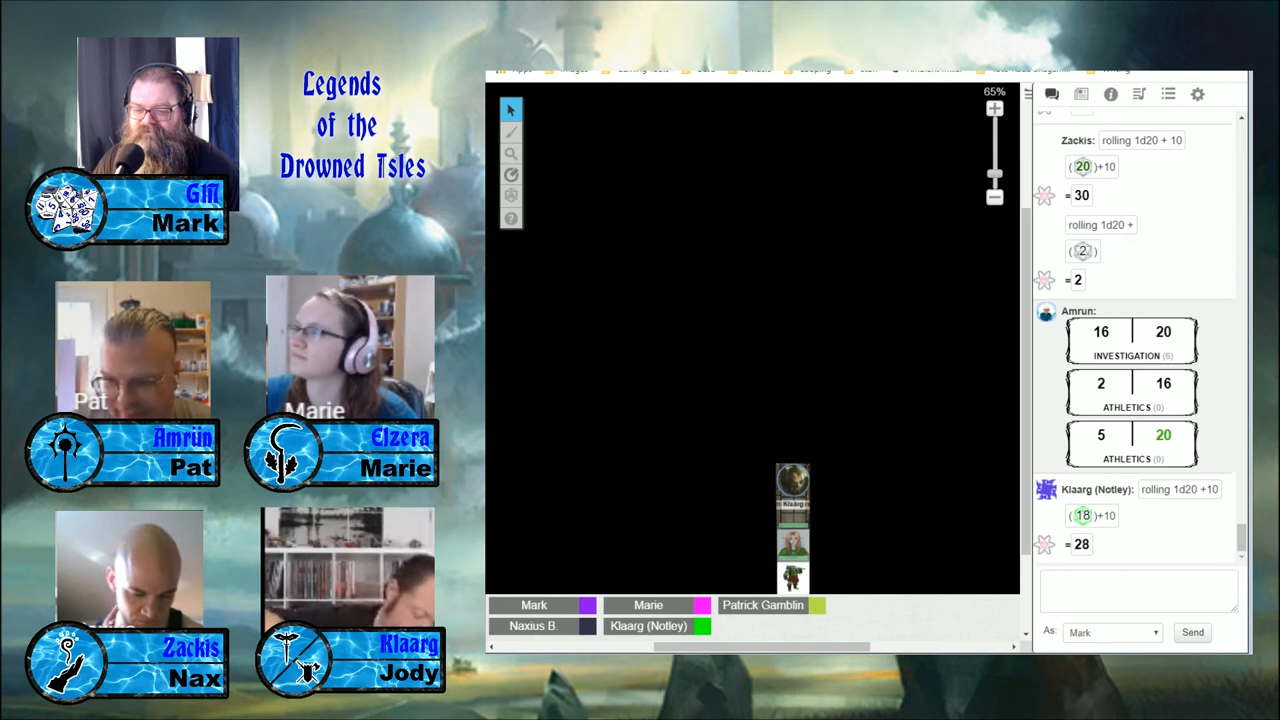 Legends
of the
Drowned Isles
GM
Mark
Pat
Amrün
Pat
Marie
Elzera
Marie
Zackis
Nax
Klaarg
Jody
65%
Zackis: rolling 1d20 + 10
(20)+10
=30
rolling 1d20 +
(2)
=2
Amrun:
16 20
INVESTIGATION (6)
2 16
ATHLETICS (0)
5 20
ATHLETICS (0)
Klaarg (Notley): rolling 1d20 +10
(18)+10
=28
Mark Marie Patrick Gamblin
Naxius B. Klaarg (Notley)
As: Mark Send